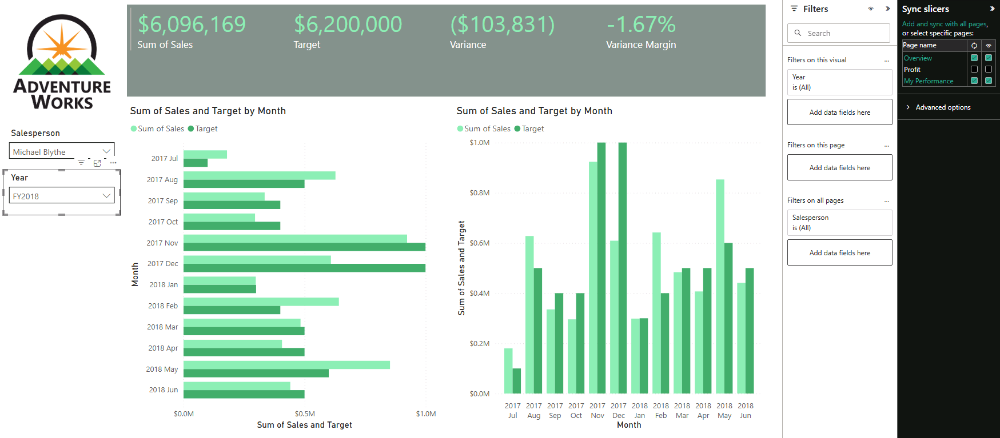 ADVENTURE
WORKS
Salesperson
Michael Blythe
Year
FY2018
$6,096,169
Sum of Sales
$6,200,000
Target
($103,831)
Variance
-1.67%
Variance Margin
Sum of Sales and Target by Month
Sum of Sales Target
2017 Jul
2017 Aug
2017 Sep
2017 Oct
2017 Nov
2017 Dec
2018 Jan
2018 Feb
2018 Mar
2018 Apr
2018 May
2018 Jun
Month
$0.0M $0.5M $1.0M
Sum of Sales and Target
Sum of Sales and Target by Month
Sum of Sales Target
$1.0M
$0.8M
$0.6M
$0.4M
$0.2M
$0.0M
Sum of Sales and Target
2017 2017 2017 2017 2017 2017 2018 2018 2018 2018 2018 2018
Jul Aug Sep Oct Nov Dec Jan Feb Mar Apr May Jun
Month
Filters
Search
Filters on this visual ...
Year
is (All)
Add data fields here
Filters on this page ...
Add data fields here
Filters on all pages ...
Salesperson
is (All)
Add data fields here
Sync slicers
Add and sync with all pages,
or select specific pages:
Page name
Overview
Profit
My Performance
Advanced options